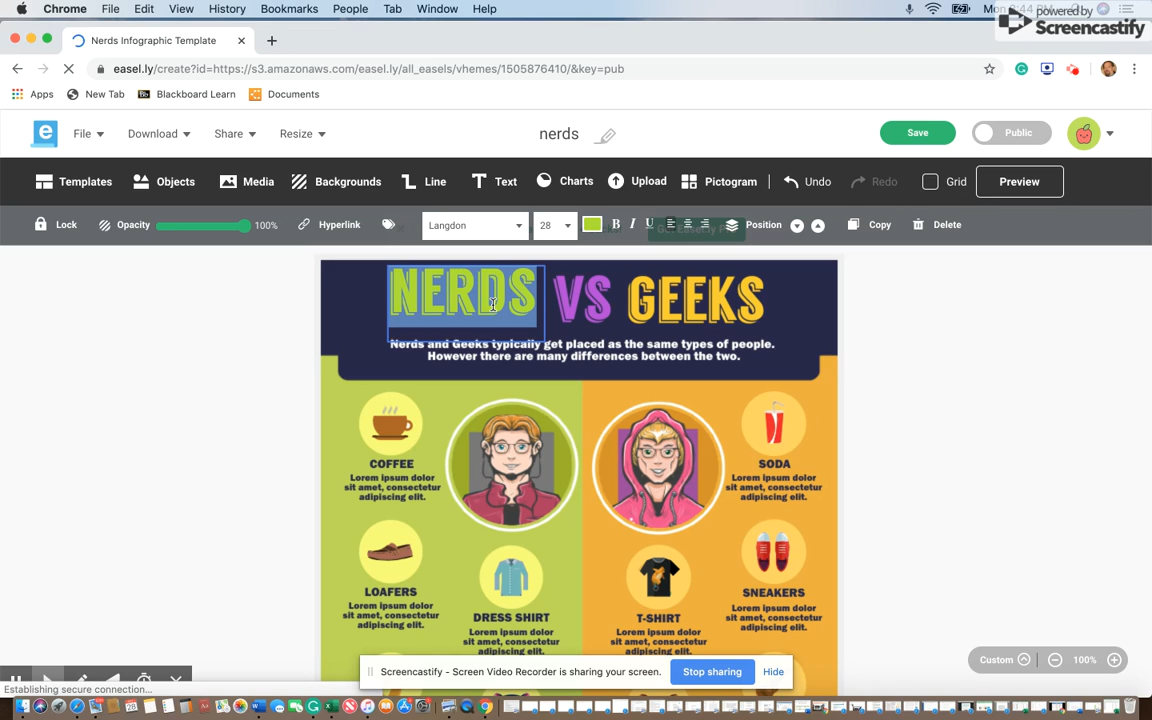 Chrome File Edit View History Bookmarks People Tab Window Help
powered by
Screencastify
Nerds Infographic Template
easel.ly/create?id=https://s3.amazonaws.com/easel.ly/all_easels/vhemes/1505876410/&key=pub
Apps New Tab Blackboard Learn Documents
File Download Share Resize nerds Save Public
Templates Objects Media Backgrounds Line Text Charts Upload Pictogram Undo Redo Grid Preview
Lock Opacity 100% Hyperlink Langdon 28 B I U Position Copy Delete
NERDS VS GEEKS
Nerds and Geeks typically get placed as the same types of people.
However there are many differences between the two.
COFFEE
Lorem ipsum dolor
sit amet, consectetur
adipiscing elit.
SODA
Lorem ipsum dolor
sit amet, consectetur
adipiscing elit.
LOAFERS
Lorem ipsum dolor
sit amet, consectetur
adipiscing elit.
DRESS SHIRT
Lorem ipsum dolor
sit amet, consectetur
T-SHIRT
Lorem ipsum dolor
sit amet, consectetur
SNEAKERS
Lorem ipsum dolor
sit amet, consectetur
adipiscing elit.
Custom 100%
Screencastify - Screen Video Recorder is sharing your screen. Stop sharing Hide
Establishing secure connection...